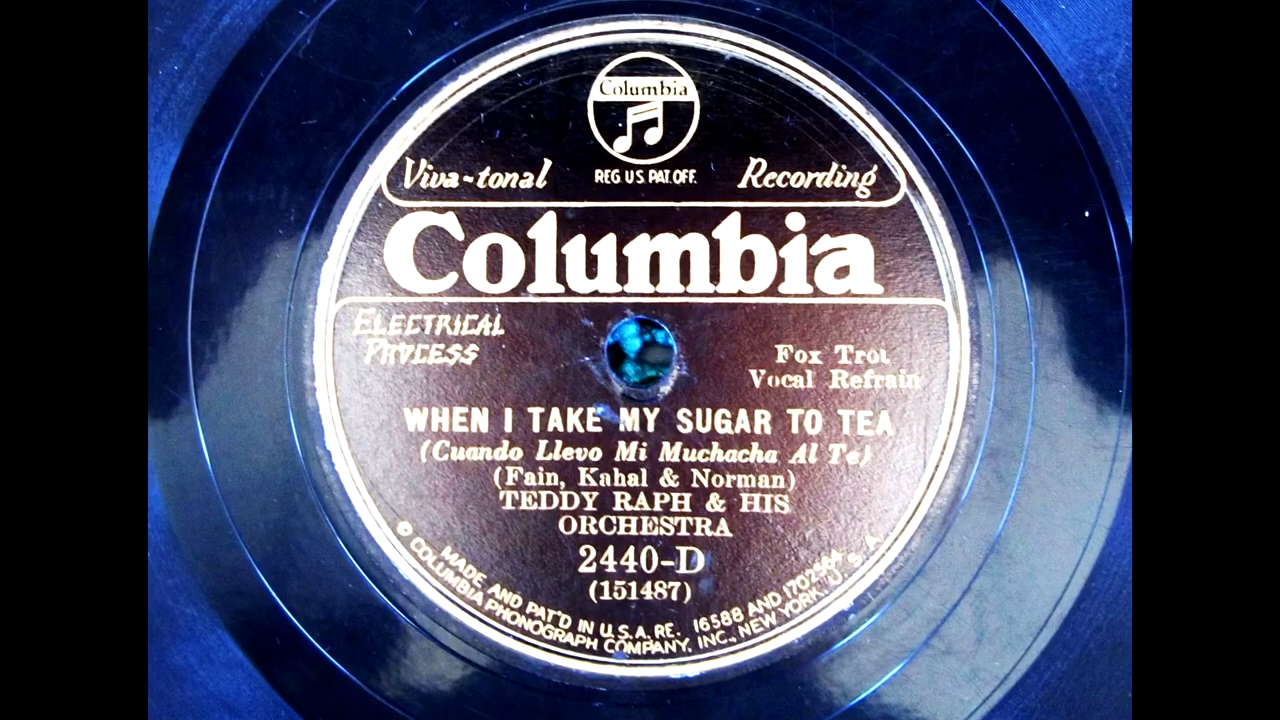 Columbia
Viva-tonal REG. U.S. PAT. OFF. Recording
Columbia
ELECTRICAL
PROCESS
Fox Trot
Vocal Refrain
WHEN I TAKE MY SUGAR TO TEA
(Cuando Llevo Mi Muchacha Al Te)
(Fain, Kahal & Norman)
TEDDY RAPH & HIS
ORCHESTRA
2440-D
(151487)
MADE AND PAT'D IN U.S.A. RE. 16588 AND 1702564
© COLUMBIA PHONOGRAPH COMPANY, INC., NEW YORK, U.S.A.